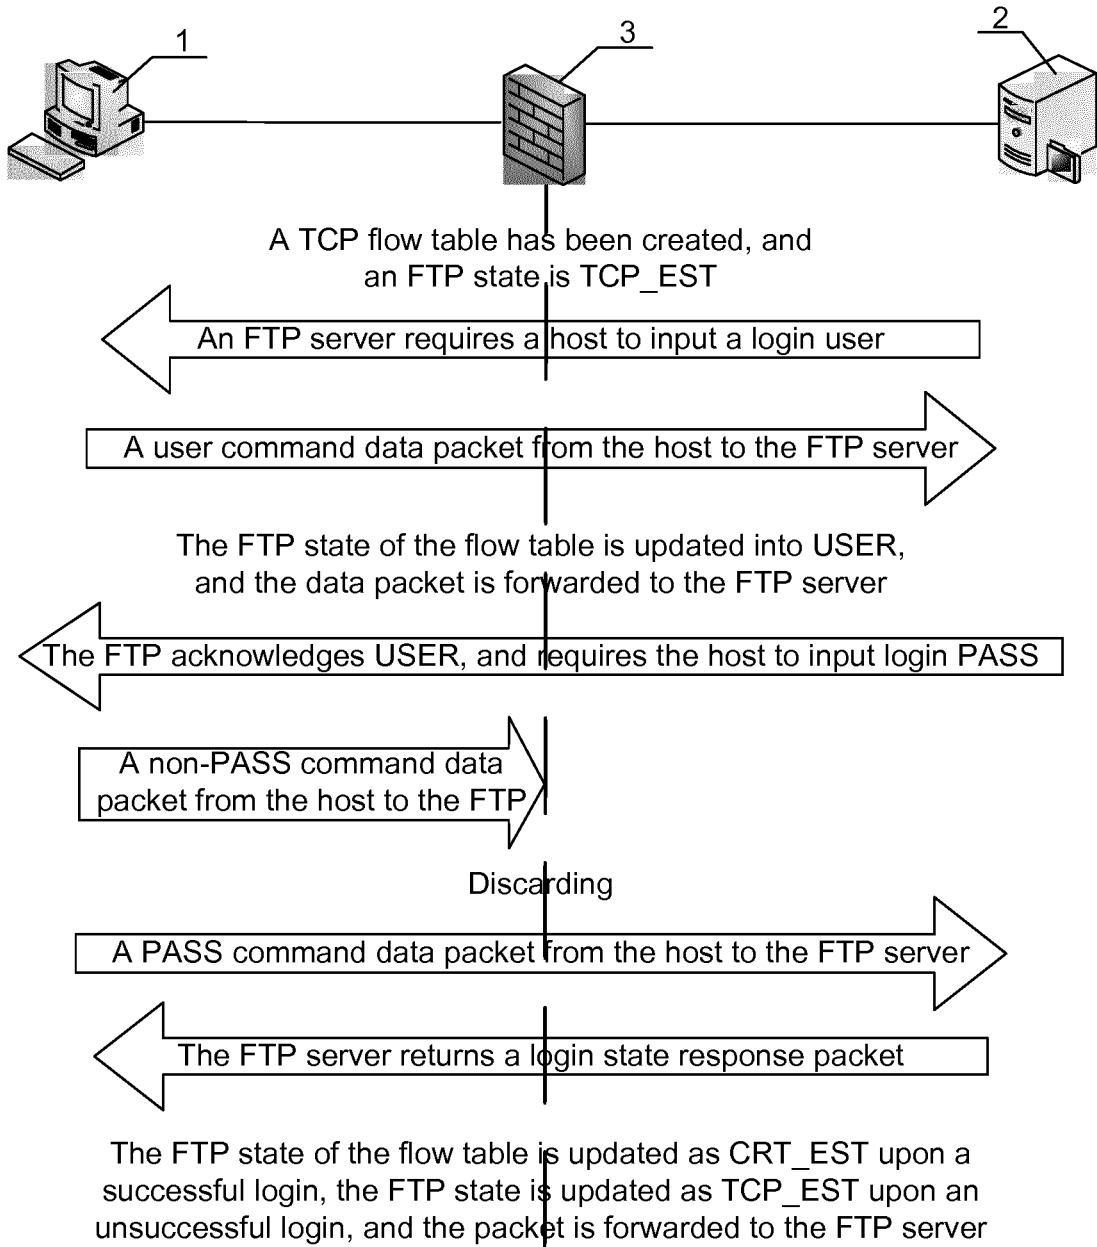 1
3
2
A TCP flow table has been created, and
an FTP state is TCP_EST
An FTP server requires a host to input a login user
A user command data packet from the host to the FTP server
The FTP state of the flow table is updated into USER,
and the data packet is forwarded to the FTP server
The FTP acknowledges USER, and requires the host to input login PASS
A non-PASS command data
packet from the host to the FTP
Discarding
A PASS command data packet from the host to the FTP server
The FTP server returns a login state response packet
The FTP state of the flow table is updated as CRT_EST upon a
successful login, the FTP state is updated as TCP_EST upon an
unsuccessful login, and the packet is forwarded to the FTP server